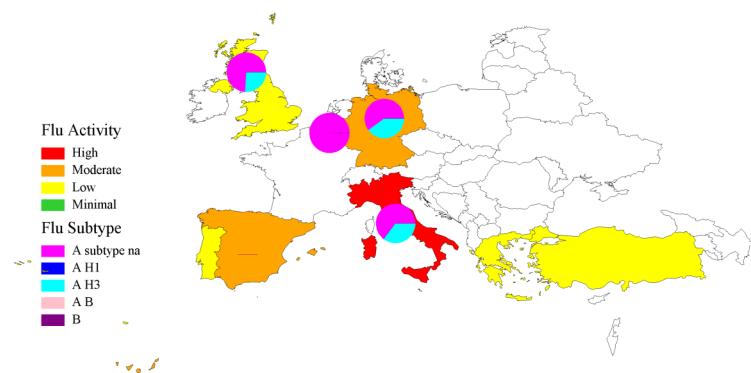 Flu Activity
High
Moderate
Low
Minimal
Flu Subtype
A subtype na
A H1
A H3
A B
B